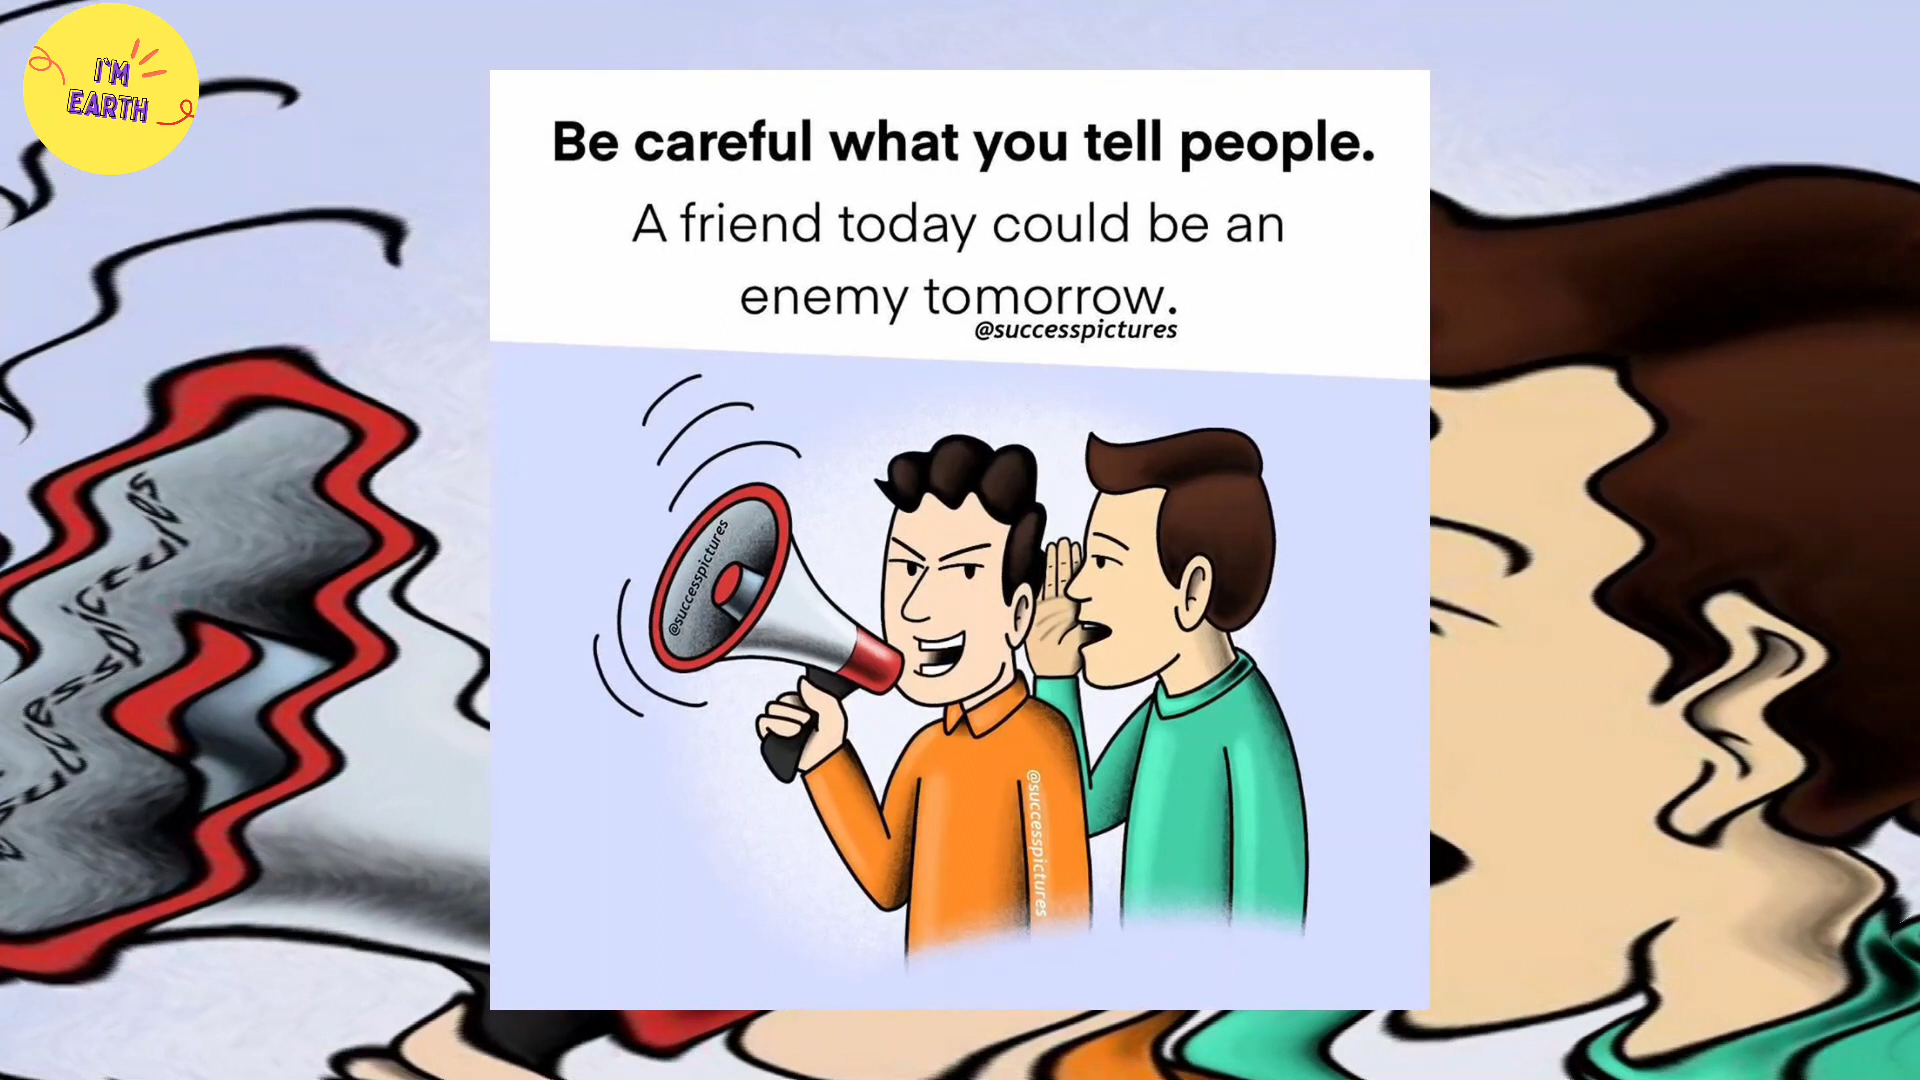 I'M
EARTH
Be careful what you tell people.
A friend today could be an
enemy tomorrow.
@successpictures
@successpictures
@successpictures